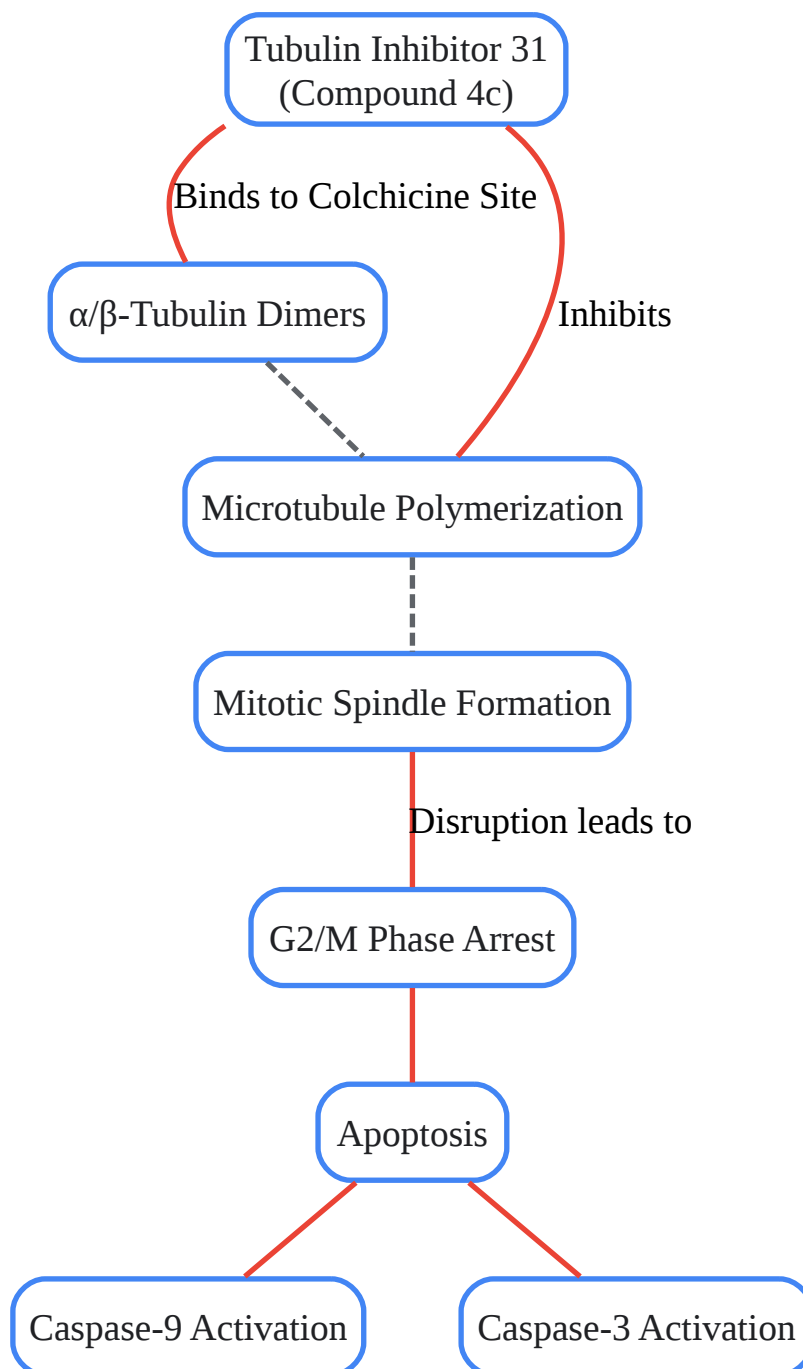 Tubulin Inhibitor 31
(Compound 4c)
Binds to Colchicine Site
α/β-Tubulin Dimers
Inhibits
Microtubule Polymerization
Mitotic Spindle Formation
Disruption leads to
G2/M Phase Arrest
Apoptosis
Caspase-9 Activation
Caspase-3 Activation